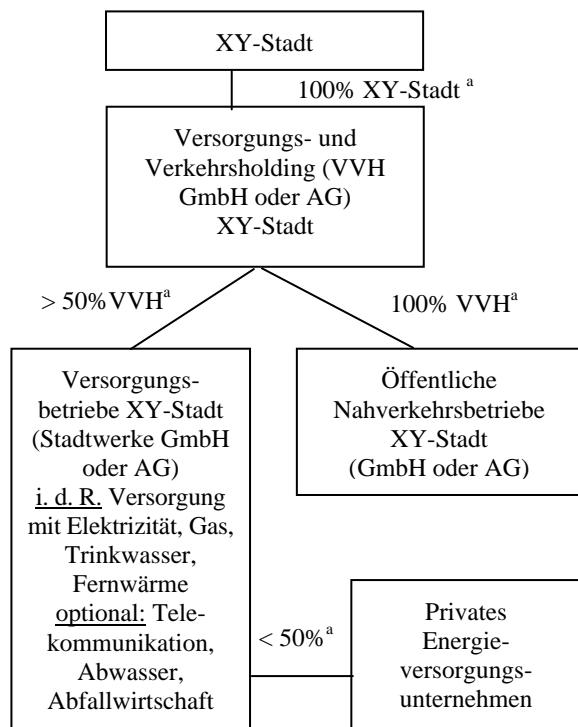 XY-Stadt
100% XY-Stadt a
Versorgungs- und
Verkehrsholding (VVH
GmbH oder AG)
XY-Stadt
> 50% VVH a
100% VVH a
Versorgungs-
betriebe XY-Stadt
(Stadtwerke GmbH
oder AG)
i. d. R. Versorgung
mit Elektrizität, Gas,
Trinkwasser,
Fernwärme
optional: Tele-
kommunikation,
Abwasser,
Abfallwirtschaft
Öffentliche
Nahverkehrsbetriebe
XY-Stadt
(GmbH oder AG)
< 50% a
Privates
Energie-
versorgungs-
unternehmen